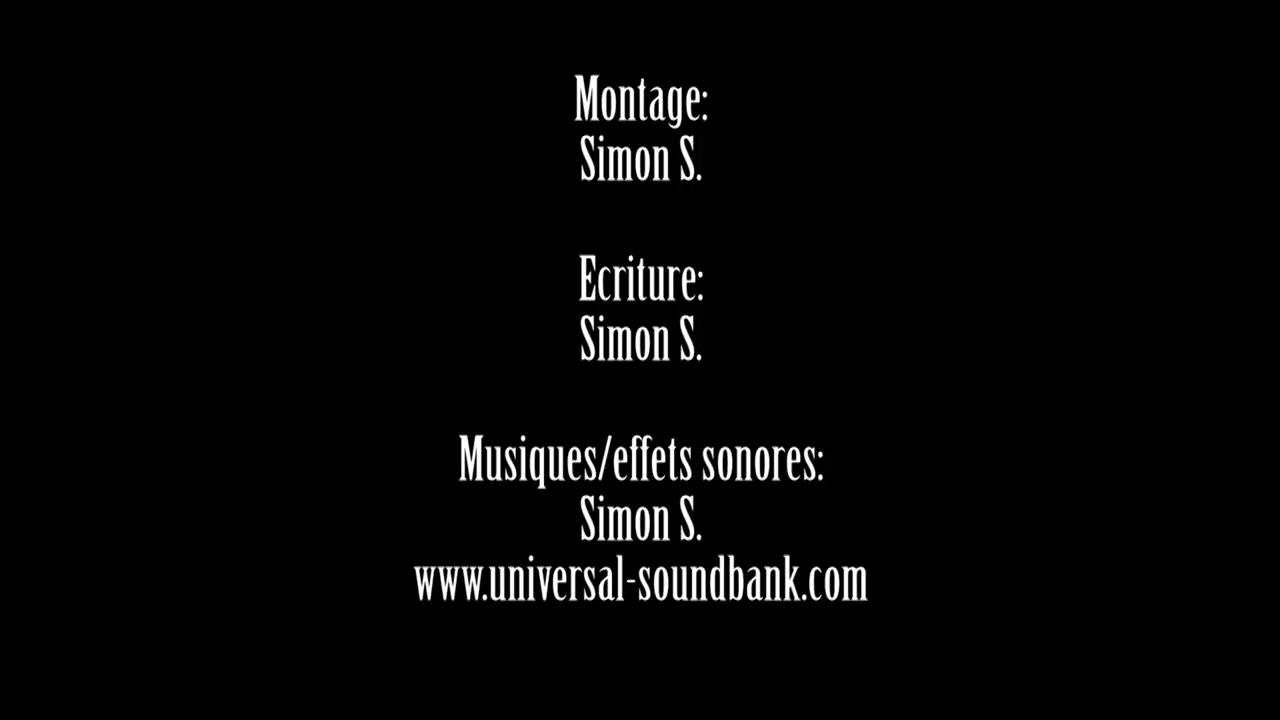 Montage:
Simon S.
Ecriture:
Simon S.
Musiques/effets sonores:
Simon S.
www.universal-soundbank.com